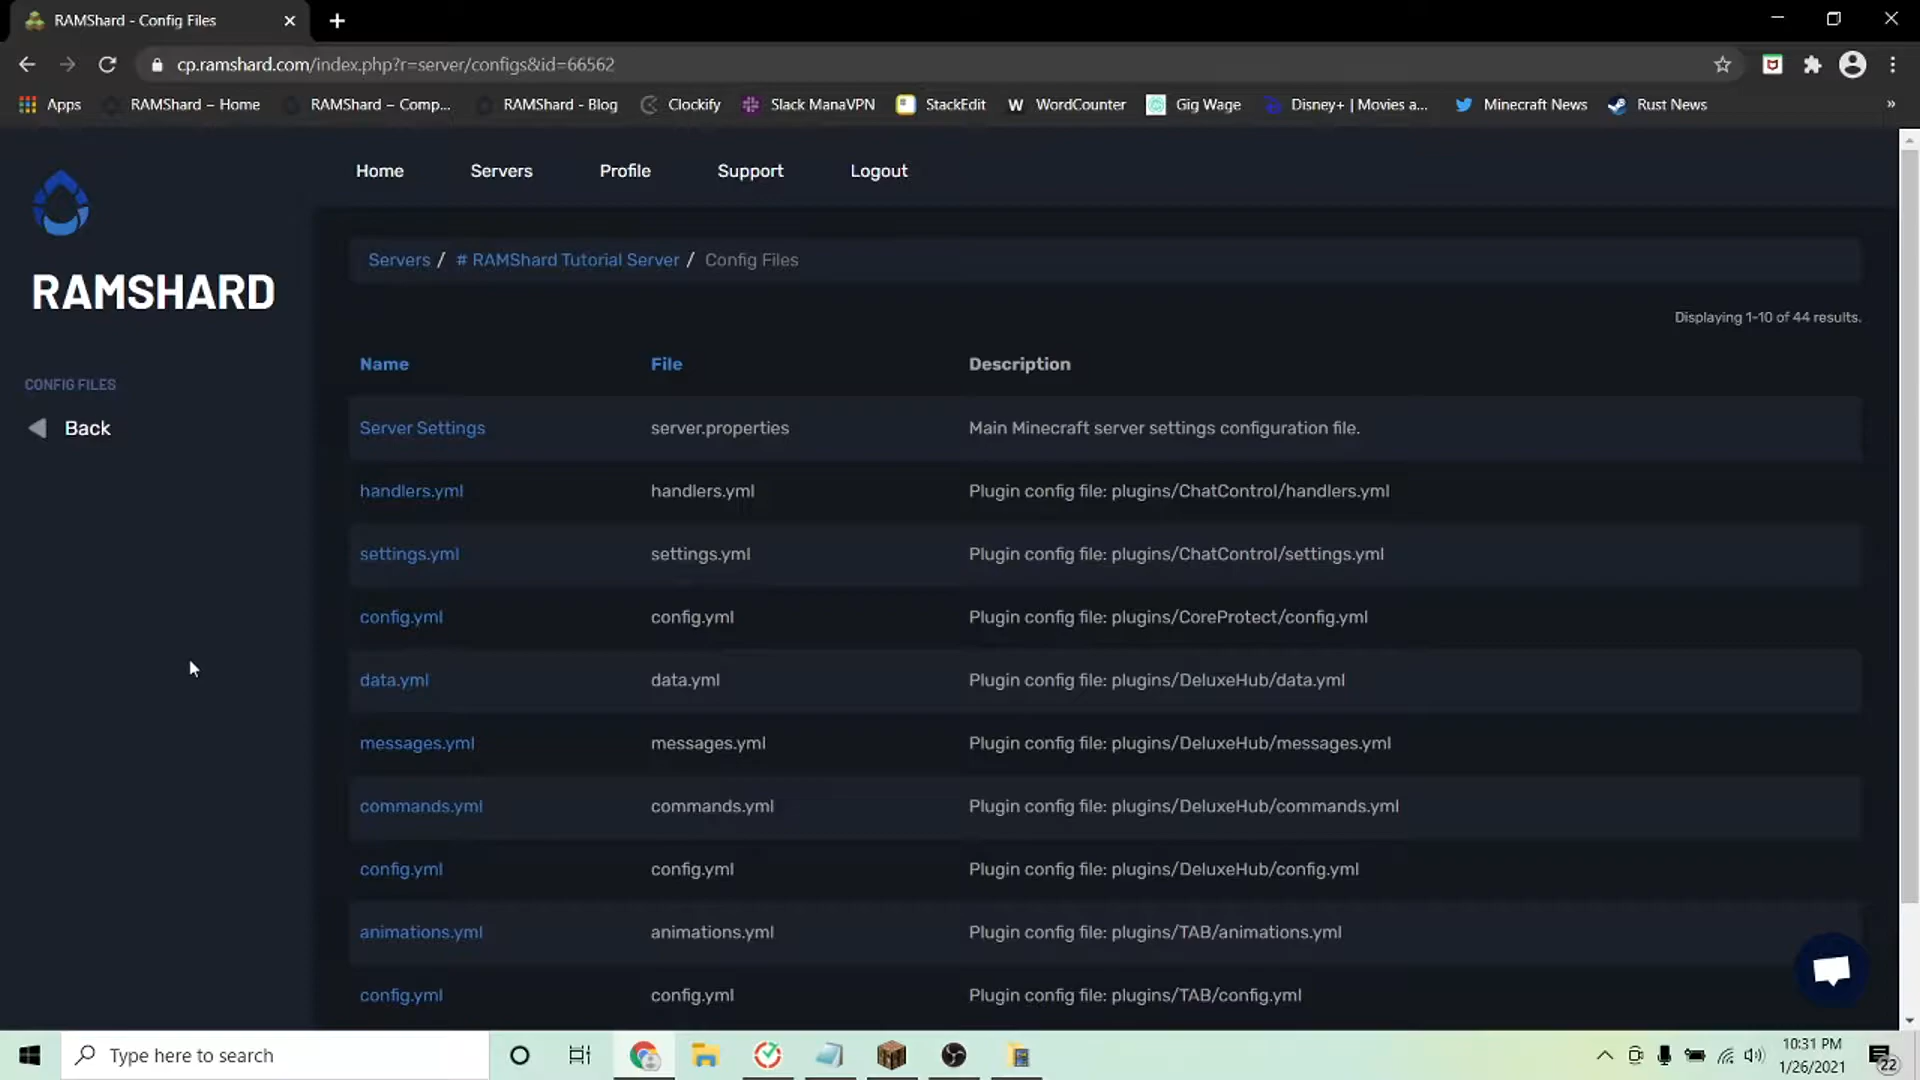 RAMShard - Config Files
cp.ramshard.com/index.php?r=server/configs&id=66562
Apps RAMShard – Home RAMShard – Comp... RAMShard - Blog Clockify Slack ManaVPN StackEdit W WordCounter Gig Wage Disney+ | Movies a... Minecraft News Rust News »
Home Servers Profile Support Logout
RAMSHARD
Servers / # RAMShard Tutorial Server / Config Files
Displaying 1-10 of 44 results.
CONFIG FILES
Back
Name File Description
Server Settings server.properties Main Minecraft server settings configuration file.
handlers.yml handlers.yml Plugin config file: plugins/ChatControl/handlers.yml
settings.yml settings.yml Plugin config file: plugins/ChatControl/settings.yml
config.yml config.yml Plugin config file: plugins/CoreProtect/config.yml
data.yml data.yml Plugin config file: plugins/DeluxeHub/data.yml
messages.yml messages.yml Plugin config file: plugins/DeluxeHub/messages.yml
commands.yml commands.yml Plugin config file: plugins/DeluxeHub/commands.yml
config.yml config.yml Plugin config file: plugins/DeluxeHub/config.yml
animations.yml animations.yml Plugin config file: plugins/TAB/animations.yml
config.yml config.yml Plugin config file: plugins/TAB/config.yml
Type here to search
10:31 PM
1/26/2021
22